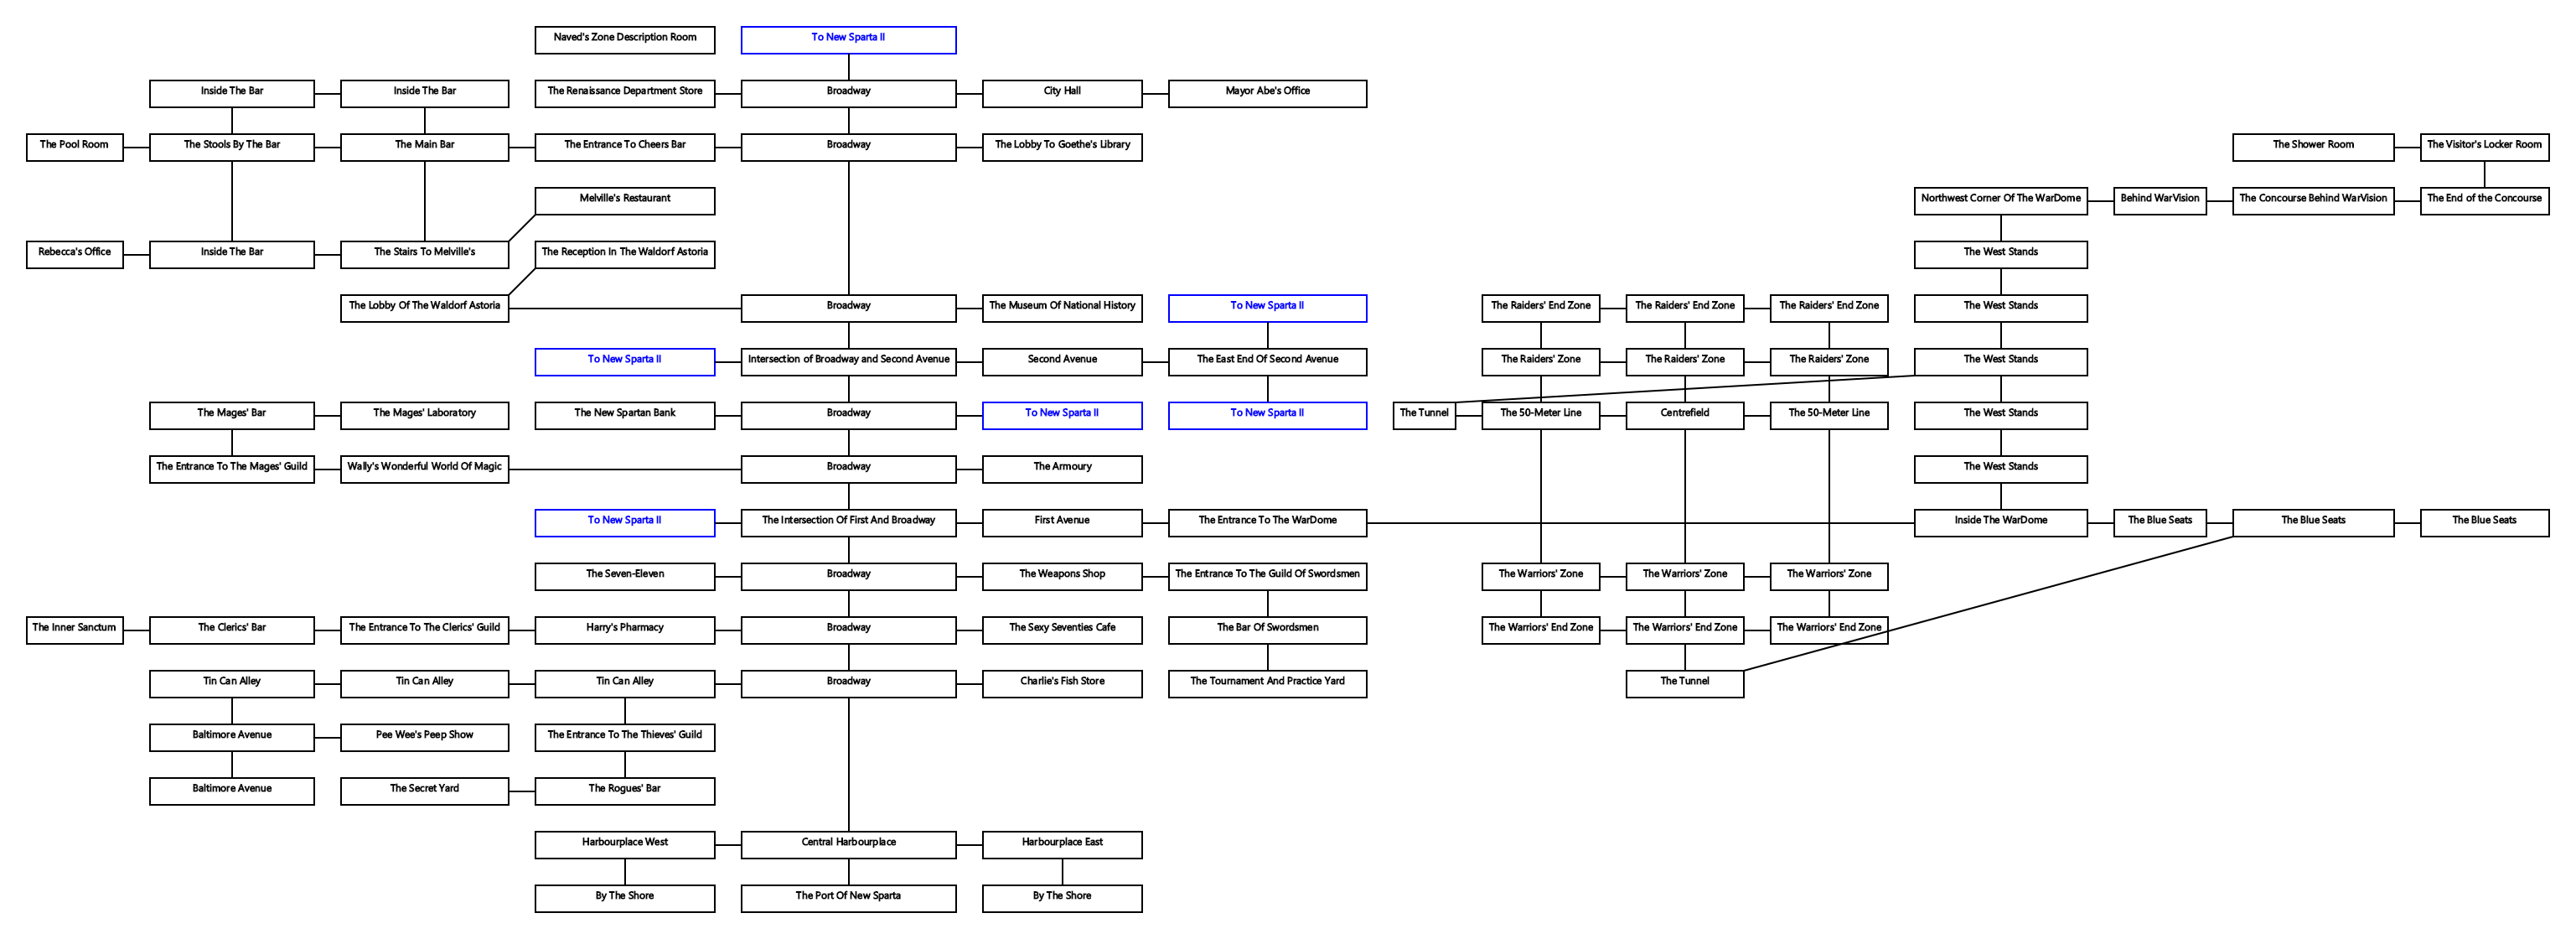 Naved's Zone Description Room
To New Sparta II
Inside The Bar
Inside The Bar
The Renaissance Department Store
Broadway
City Hall
Mayor Abe's Office
The Pool Room
The Stools By The Bar
The Main Bar
The Entrance To Cheers Bar
Broadway
The Lobby To Goethe's Library
The Shower Room
The Visitor's Locker Room
Melville's Restaurant
Northwest Corner Of The WarDome
Behind WarVision
The Concourse Behind WarVision
The End of the Concourse
Rebecca's Office
Inside The Bar
The Stairs To Melville's
The Reception In The Waldorf Astoria
The West Stands
The Lobby Of The Waldorf Astoria
Broadway
The Museum Of National History
To New Sparta II
The Raiders' End Zone
The Raiders' End Zone
The Raiders' End Zone
The West Stands
To New Sparta II
Intersection of Broadway and Second Avenue
Second Avenue
The East End Of Second Avenue
The Raiders' Zone
The Raiders' Zone
The Raiders' Zone
The West Stands
The Mages' Bar
The Mages' Laboratory
The New Spartan Bank
Broadway
To New Sparta II
To New Sparta II
The Tunnel
The 50-Meter Line
Centrefield
The 50-Meter Line
The West Stands
The Entrance To The Mages' Guild
Wally's Wonderful World Of Magic
Broadway
The Armoury
The West Stands
To New Sparta II
The Intersection Of First And Broadway
First Avenue
The Entrance To The WarDome
Inside The WarDome
The Blue Seats
The Blue Seats
The Blue Seats
The Seven-Eleven
Broadway
The Weapons Shop
The Entrance To The Guild Of Swordsmen
The Warriors' Zone
The Warriors' Zone
The Warriors' Zone
The Inner Sanctum
The Clerics' Bar
The Entrance To The Clerics' Guild
Harry's Pharmacy
Broadway
The Sexy Seventies Cafe
The Bar Of Swordsmen
The Warriors' End Zone
The Warriors' End Zone
The Warriors' End Zone
Tin Can Alley
Tin Can Alley
Tin Can Alley
Broadway
Charlie's Fish Store
The Tournament And Practice Yard
The Tunnel
Baltimore Avenue
Pee Wee's Peep Show
The Entrance To The Thieves' Guild
Baltimore Avenue
The Secret Yard
The Rogues' Bar
Harbourplace West
Central Harbourplace
Harbourplace East
By The Shore
The Port Of New Sparta
By The Shore